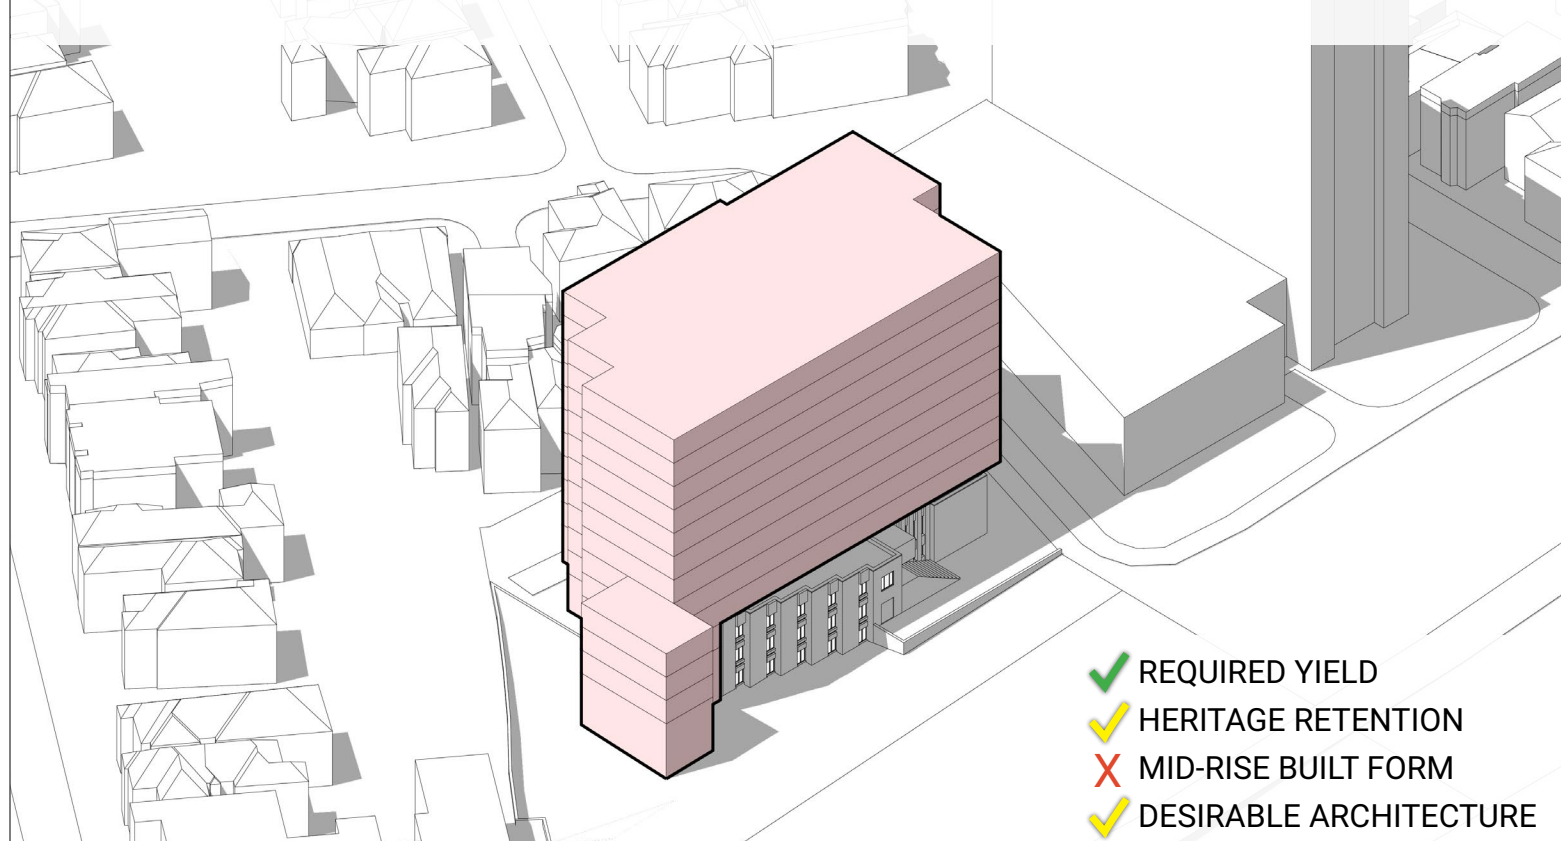 REQUIRED YIELD
HERITAGE RETENTION
X MID-RISE BUILT FORM
DESIRABLE ARCHITECTURE